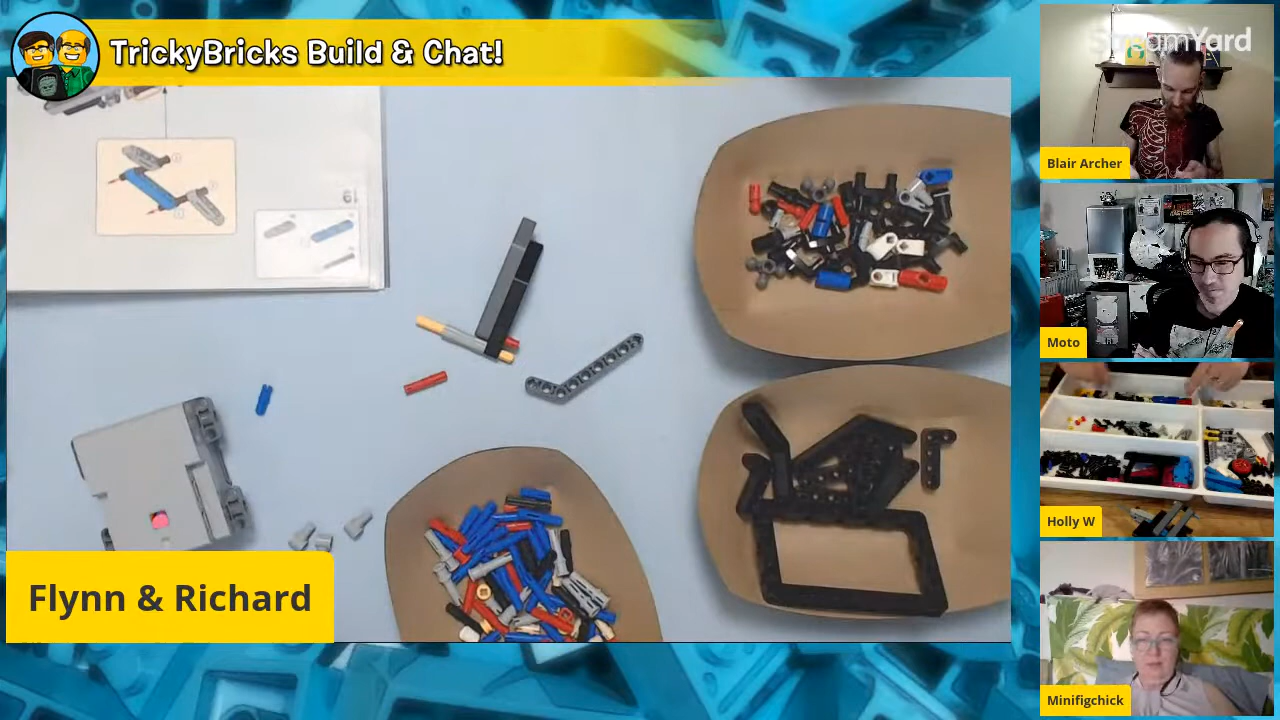 TrickyBricks Build & Chat!
StreamYard
Blair Archer
Moto
Holly W
Flynn & Richard
Minifigchick